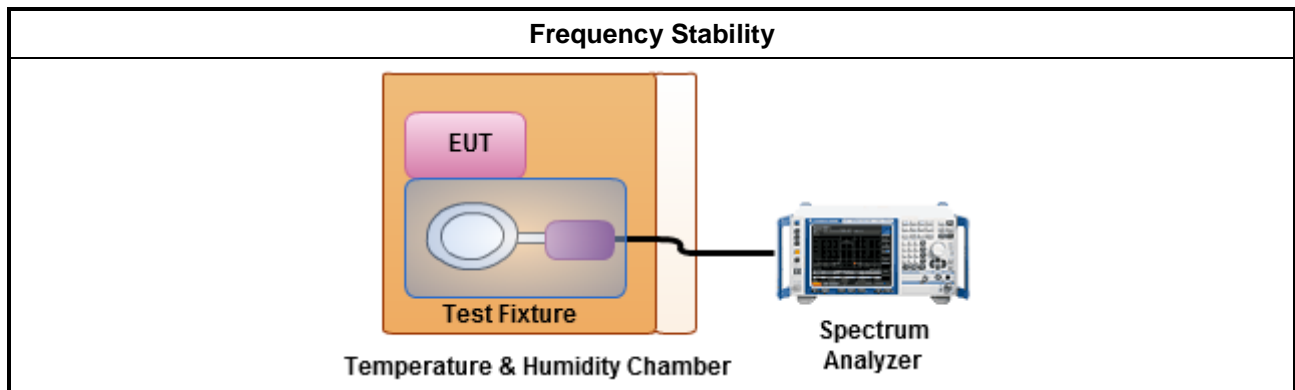 Frequency Stability
EUT
Test Fixture
Temperature & Humidity Chamber
Spectrum
Analyzer